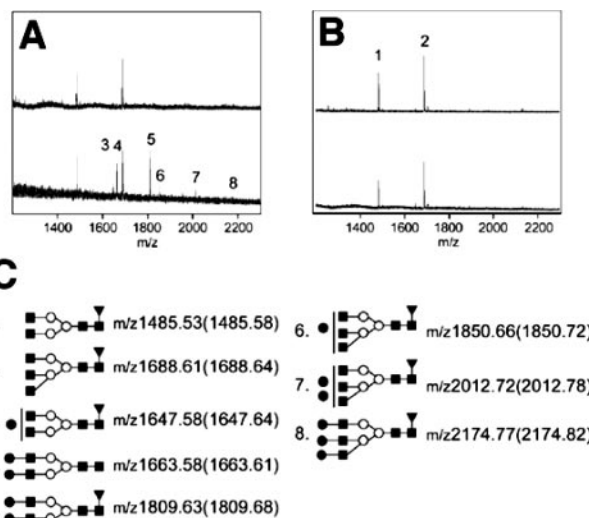 A
3 4
5
6
7
8
1400 1600 1800 2000 2200
m/z
B
1
2
1400 1600 1800 2000 2200
m/z
C
m/z1485.53(1485.58)
m/z1688.61(1688.64)
m/z1647.58(1647.64)
m/z1663.58(1663.61)
m/z1809.63(1809.68)
6. m/z1850.66(1850.72)
7. m/z2012.72(2012.78)
8. m/z2174.77(2174.82)